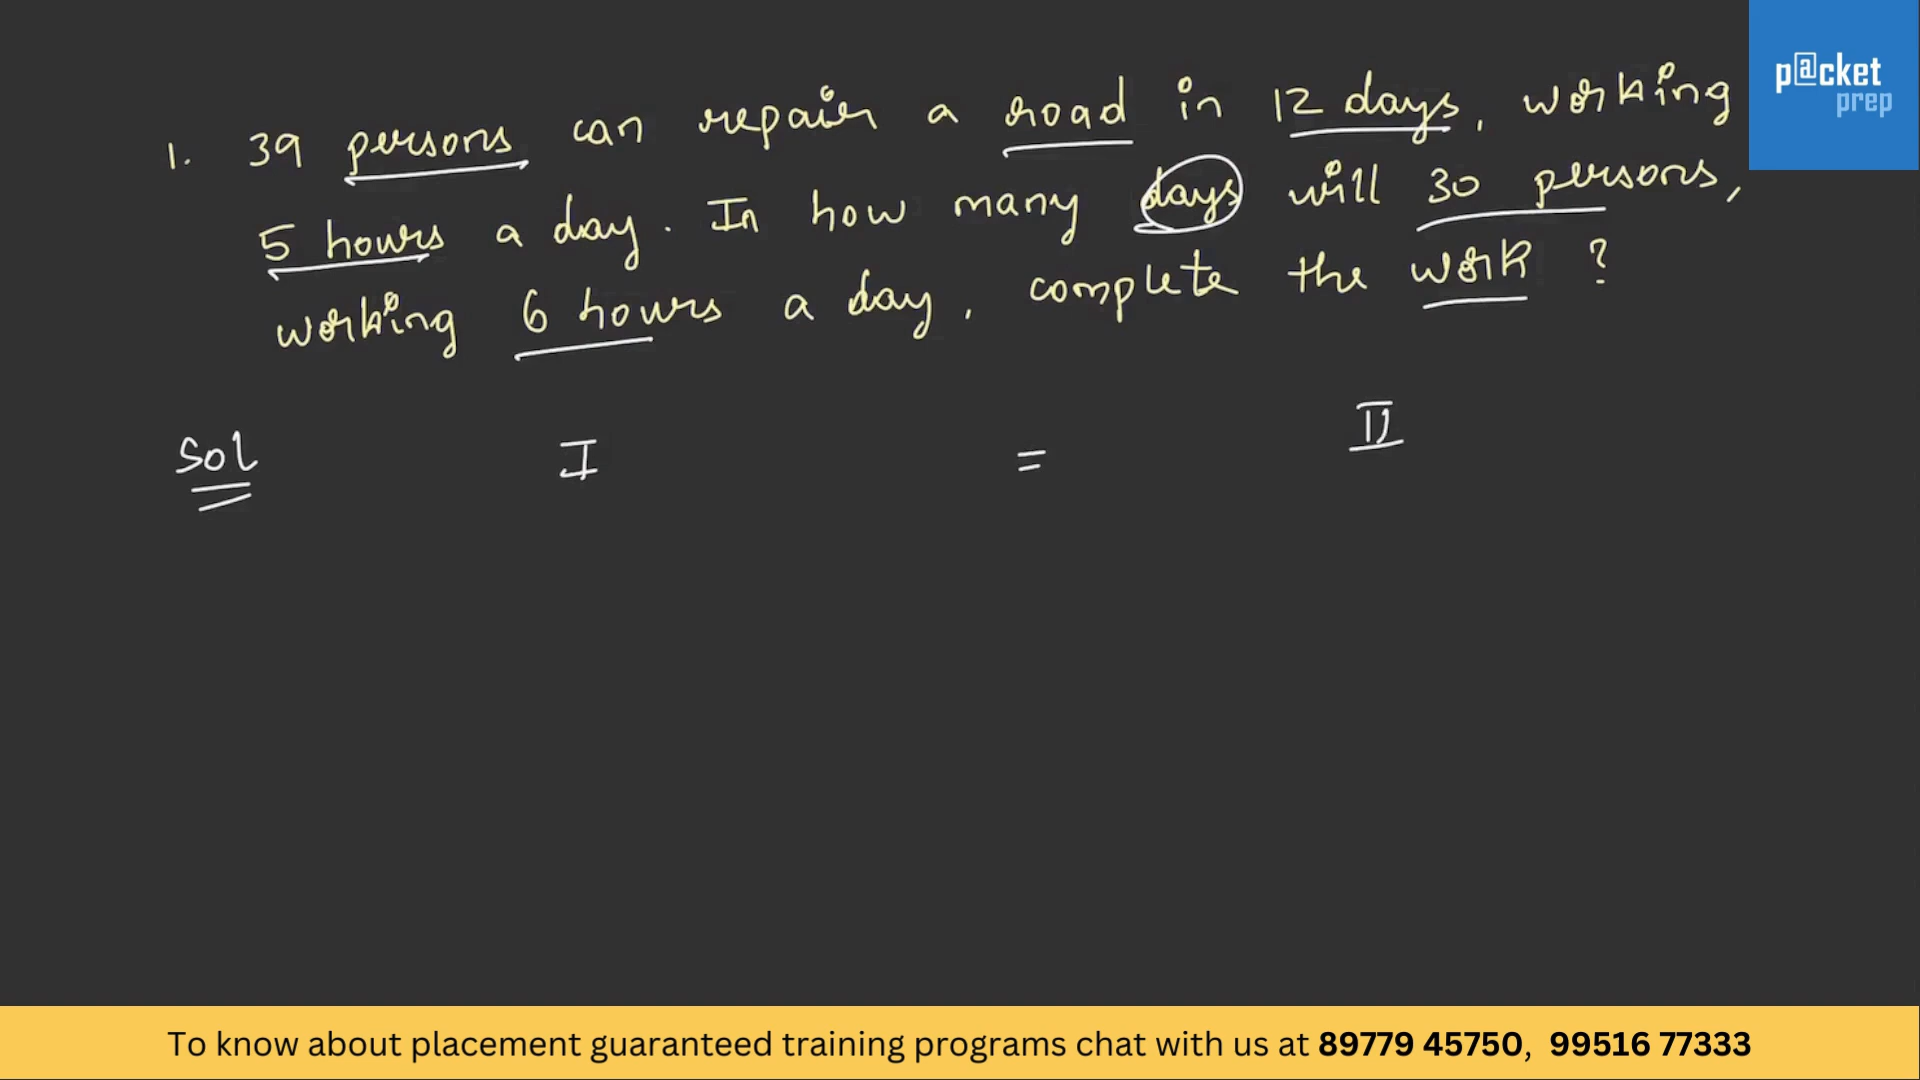 1. 39 persons can repair a road in 12 days, working
5 hours a day. In how many days will 30 persons,
working 6 hours a day, complete the work ?
Sol I = II
p@cket
prep
To know about placement guaranteed training programs chat with us at 89779 45750, 99516 77333